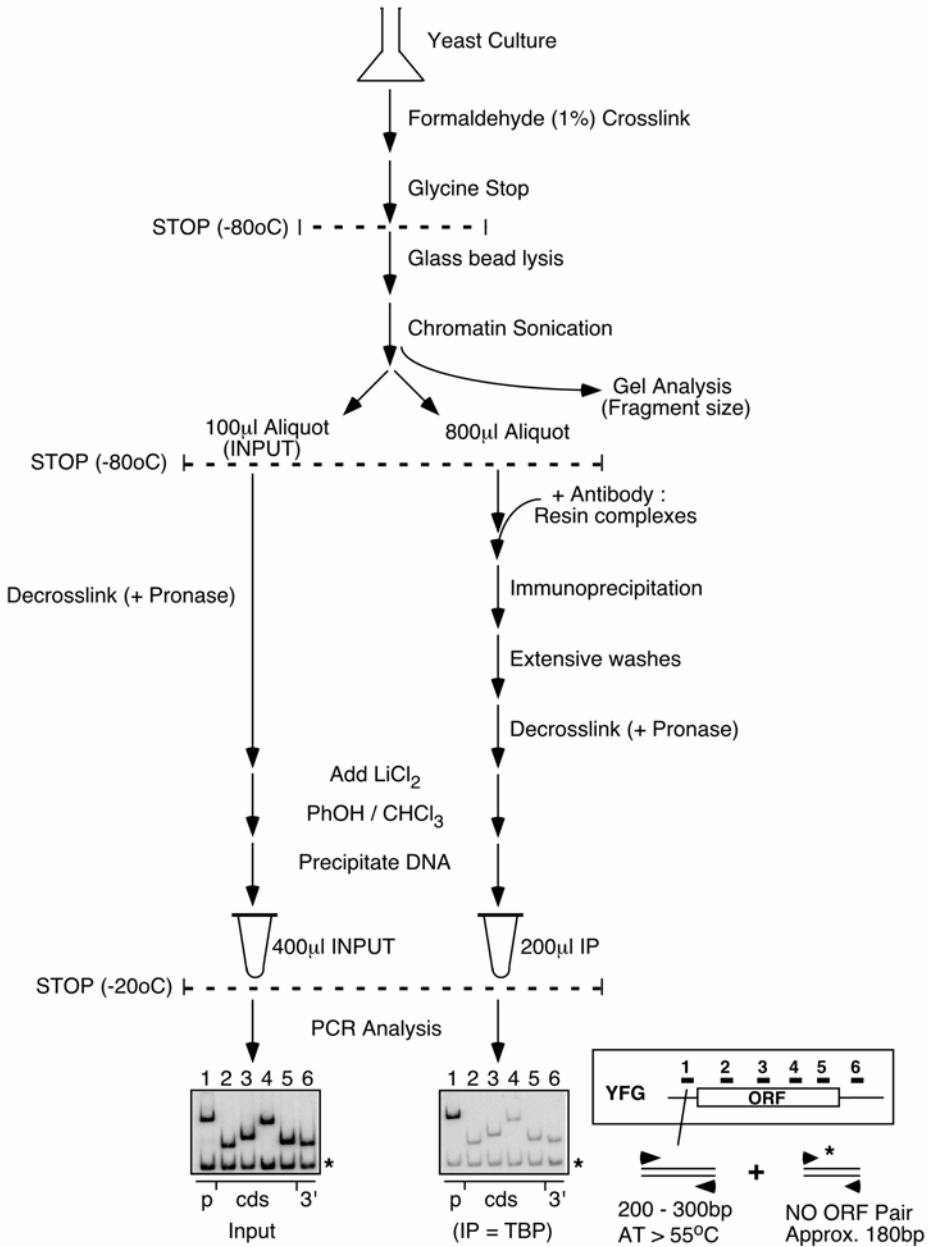 Yeast Culture
Formaldehyde (1%) Crosslink
Glycine Stop
STOP (-80oC)
Glass bead lysis
Chromatin Sonication
Gel Analysis
(Fragment size)
100µl Aliquot
(INPUT)
800µl Aliquot
STOP (-80oC)
+ Antibody :
Resin complexes
Immunoprecipitation
Decrosslink (+ Pronase)
Extensive washes
Decrosslink (+ Pronase)
Add LiCl2
PhOH / CHCl3
Precipitate DNA
400µl INPUT
200µl IP
STOP (-20oC)
PCR Analysis
1 2 3 4 5 6
*
p cds 3'
Input
1 2 3 4 5 6
*
p cds 3'
(IP = TBP)
1 2 3 4 5 6
YFG
ORF
+
*
200 - 300bp
AT > 55oC
NO ORF Pair
Approx. 180bp